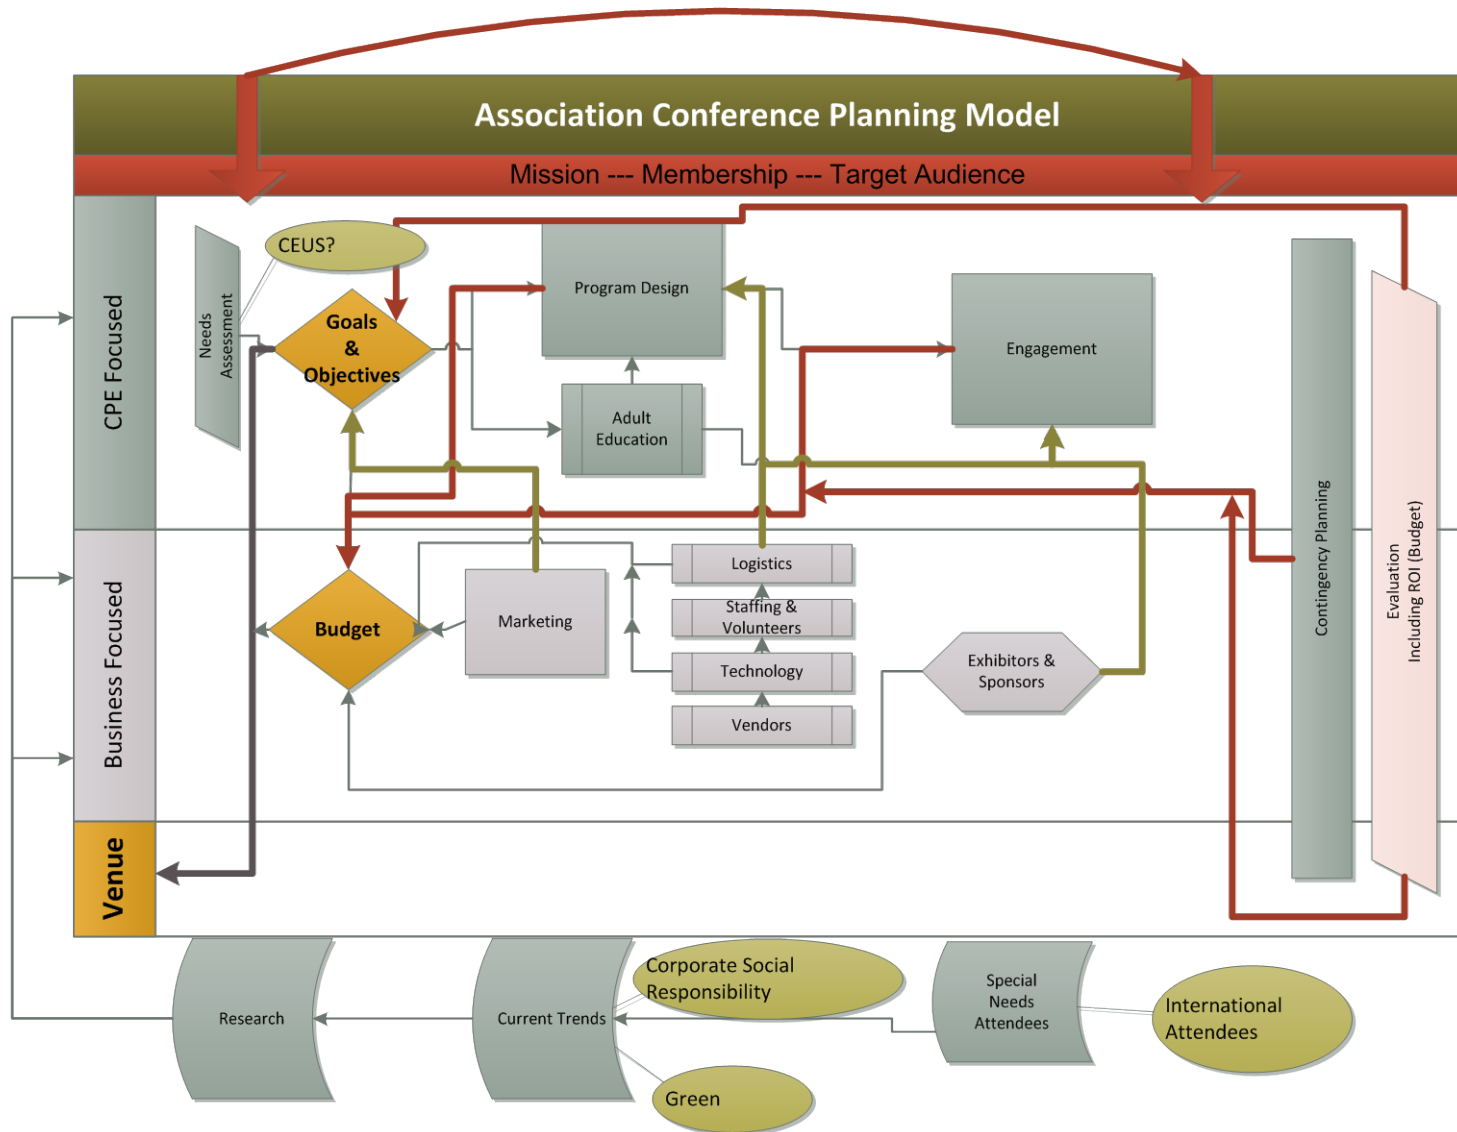 Association Conference Planning Model
Mission --- Membership --- Target Audience
CPE Focused
Needs
Assessment
CEUS?
Goals
&
Objectives
Program Design
Adult
Education
Engagement
Contingency Planning
Evaluation
Including ROI (Budget)
Business Focused
Budget
Marketing
Logistics
Staffing &
Volunteers
Technology
Vendors
Exhibitors &
Sponsors
Venue
Research
Current Trends
Corporate Social
Responsibility
Green
Special
Needs
Attendees
International
Attendees